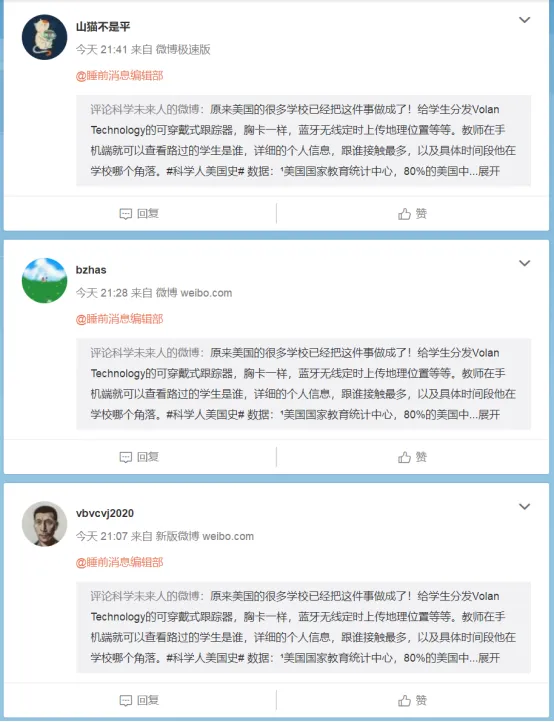 山猫不是平
今天 21:41 来自 微博极速版
@睡前消息编辑部
评论科学未来人的微博：原来美国的很多学校已经把这件事做成了！给学生分发Volan
Technology的可穿戴式跟踪器，胸卡一样，蓝牙无线定时上传地理位置等等。教师在手
机端就可以查看路过的学生是谁，详细的个人信息，跟谁接触最多，以及具体时间段他在
学校哪个角落。#科学人美国史# 数据：¹美国国家教育统计中心，80%的美国中...展开
回复 赞
bzhas
今天 21:28 来自 微博 weibo.com
@睡前消息编辑部
评论科学未来人的微博：原来美国的很多学校已经把这件事做成了！给学生分发Volan
Technology的可穿戴式跟踪器，胸卡一样，蓝牙无线定时上传地理位置等等。教师在手
机端就可以查看路过的学生是谁，详细的个人信息，跟谁接触最多，以及具体时间段他在
学校哪个角落。#科学人美国史# 数据：¹美国国家教育统计中心，80%的美国中...展开
回复 赞
vbvcvj2020
今天 21:07 来自 新版微博 weibo.com
@睡前消息编辑部
评论科学未来人的微博：原来美国的很多学校已经把这件事做成了！给学生分发Volan
Technology的可穿戴式跟踪器，胸卡一样，蓝牙无线定时上传地理位置等等。教师在手
机端就可以查看路过的学生是谁，详细的个人信息，跟谁接触最多，以及具体时间段他在
学校哪个角落。#科学人美国史# 数据：¹美国国家教育统计中心，80%的美国中...展开
回复 赞